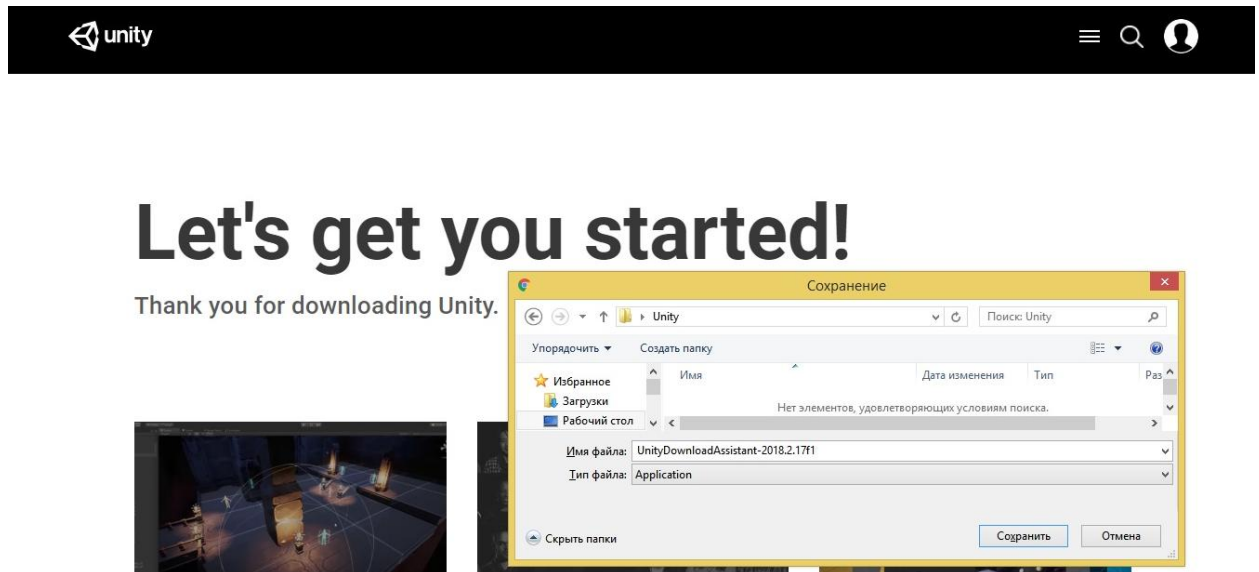 unity
Let's get you started!
Thank you for downloading Unity.
Сохранение
Unity
Поиск: Unity
Упорядочить
Создать папку
Избранное
Загрузки
Рабочий стол
Имя
Дата изменения
Тип
Раз
Нет элементов, удовлетворяющих условиям поиска.
Имя файла: UnityDownloadAssistant-2018.2.17f1
Тип файла: Application
Скрыть папки
Сохранить
Отмена